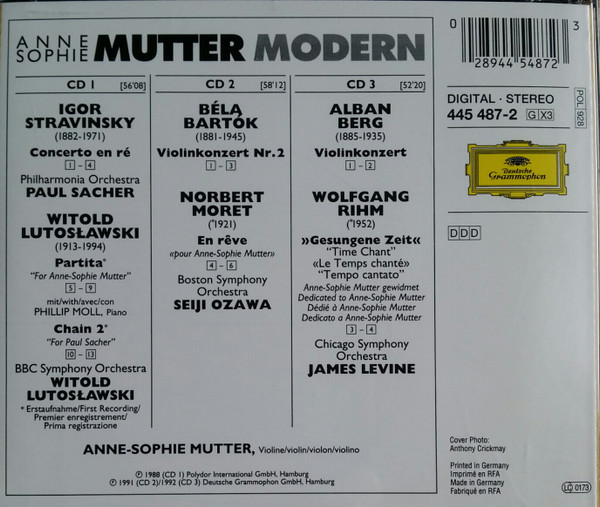 ANNE
SOPHIE
MUTTER MODERN
CD 1 [56'08]
IGOR
STRAVINSKY
(1882-1971)
Concerto en ré
1 – 4
Philharmonia Orchestra
PAUL SACHER
WITOLD
LUTOSŁAWSKI
(1913-1994)
Partita*
"For Anne-Sophie Mutter"
5 – 9
mit/with/avec/con
PHILLIP MOLL, Piano
Chain 2*
"For Paul Sacher"
10 – 13
BBC Symphony Orchestra
WITOLD
LUTOSŁAWSKI
* Erstaufnahme/First Recording/
Premier enregistrement/
Prima registrazione
CD 2 [58'12]
BÉLA
BARTÓK
(1881-1945)
Violinkonzert Nr. 2
1 – 3
NORBERT
MORET
(*1921)
En rêve
«pour Anne-Sophie Mutter»
4 – 6
Boston Symphony
Orchestra
SEIJI OZAWA
CD 3 [52'20]
ALBAN
BERG
(1885-1935)
Violinkonzert
1 – 2
WOLFGANG
RIHM
(*1952)
»Gesungene Zeit«
"Time Chant"
«Le Temps chanté»
"Tempo cantato"
Anne-Sophie Mutter gewidmet
Dedicated to Anne-Sophie Mutter
Dédié à Anne-Sophie Mutter
Dedicato a Anne-Sophie Mutter
3 – 4
Chicago Symphony
Orchestra
JAMES LEVINE
ANNE-SOPHIE MUTTER, Violine/violin/violon/violino
℗ 1988 (CD 1) Polydor International GmbH, Hamburg
℗ 1991 (CD 2)/1992 (CD 3) Deutsche Grammophon GmbH, Hamburg
0 28944 54872 3
DIGITAL · STEREO
445 487-2 G X3
POL 928
Deutsche
Grammophon
DDD
Cover Photo:
Anthony Crickmay
Printed in Germany
Imprimé en RFA
Made in Germany
Fabriqué en RFA
LC 0173